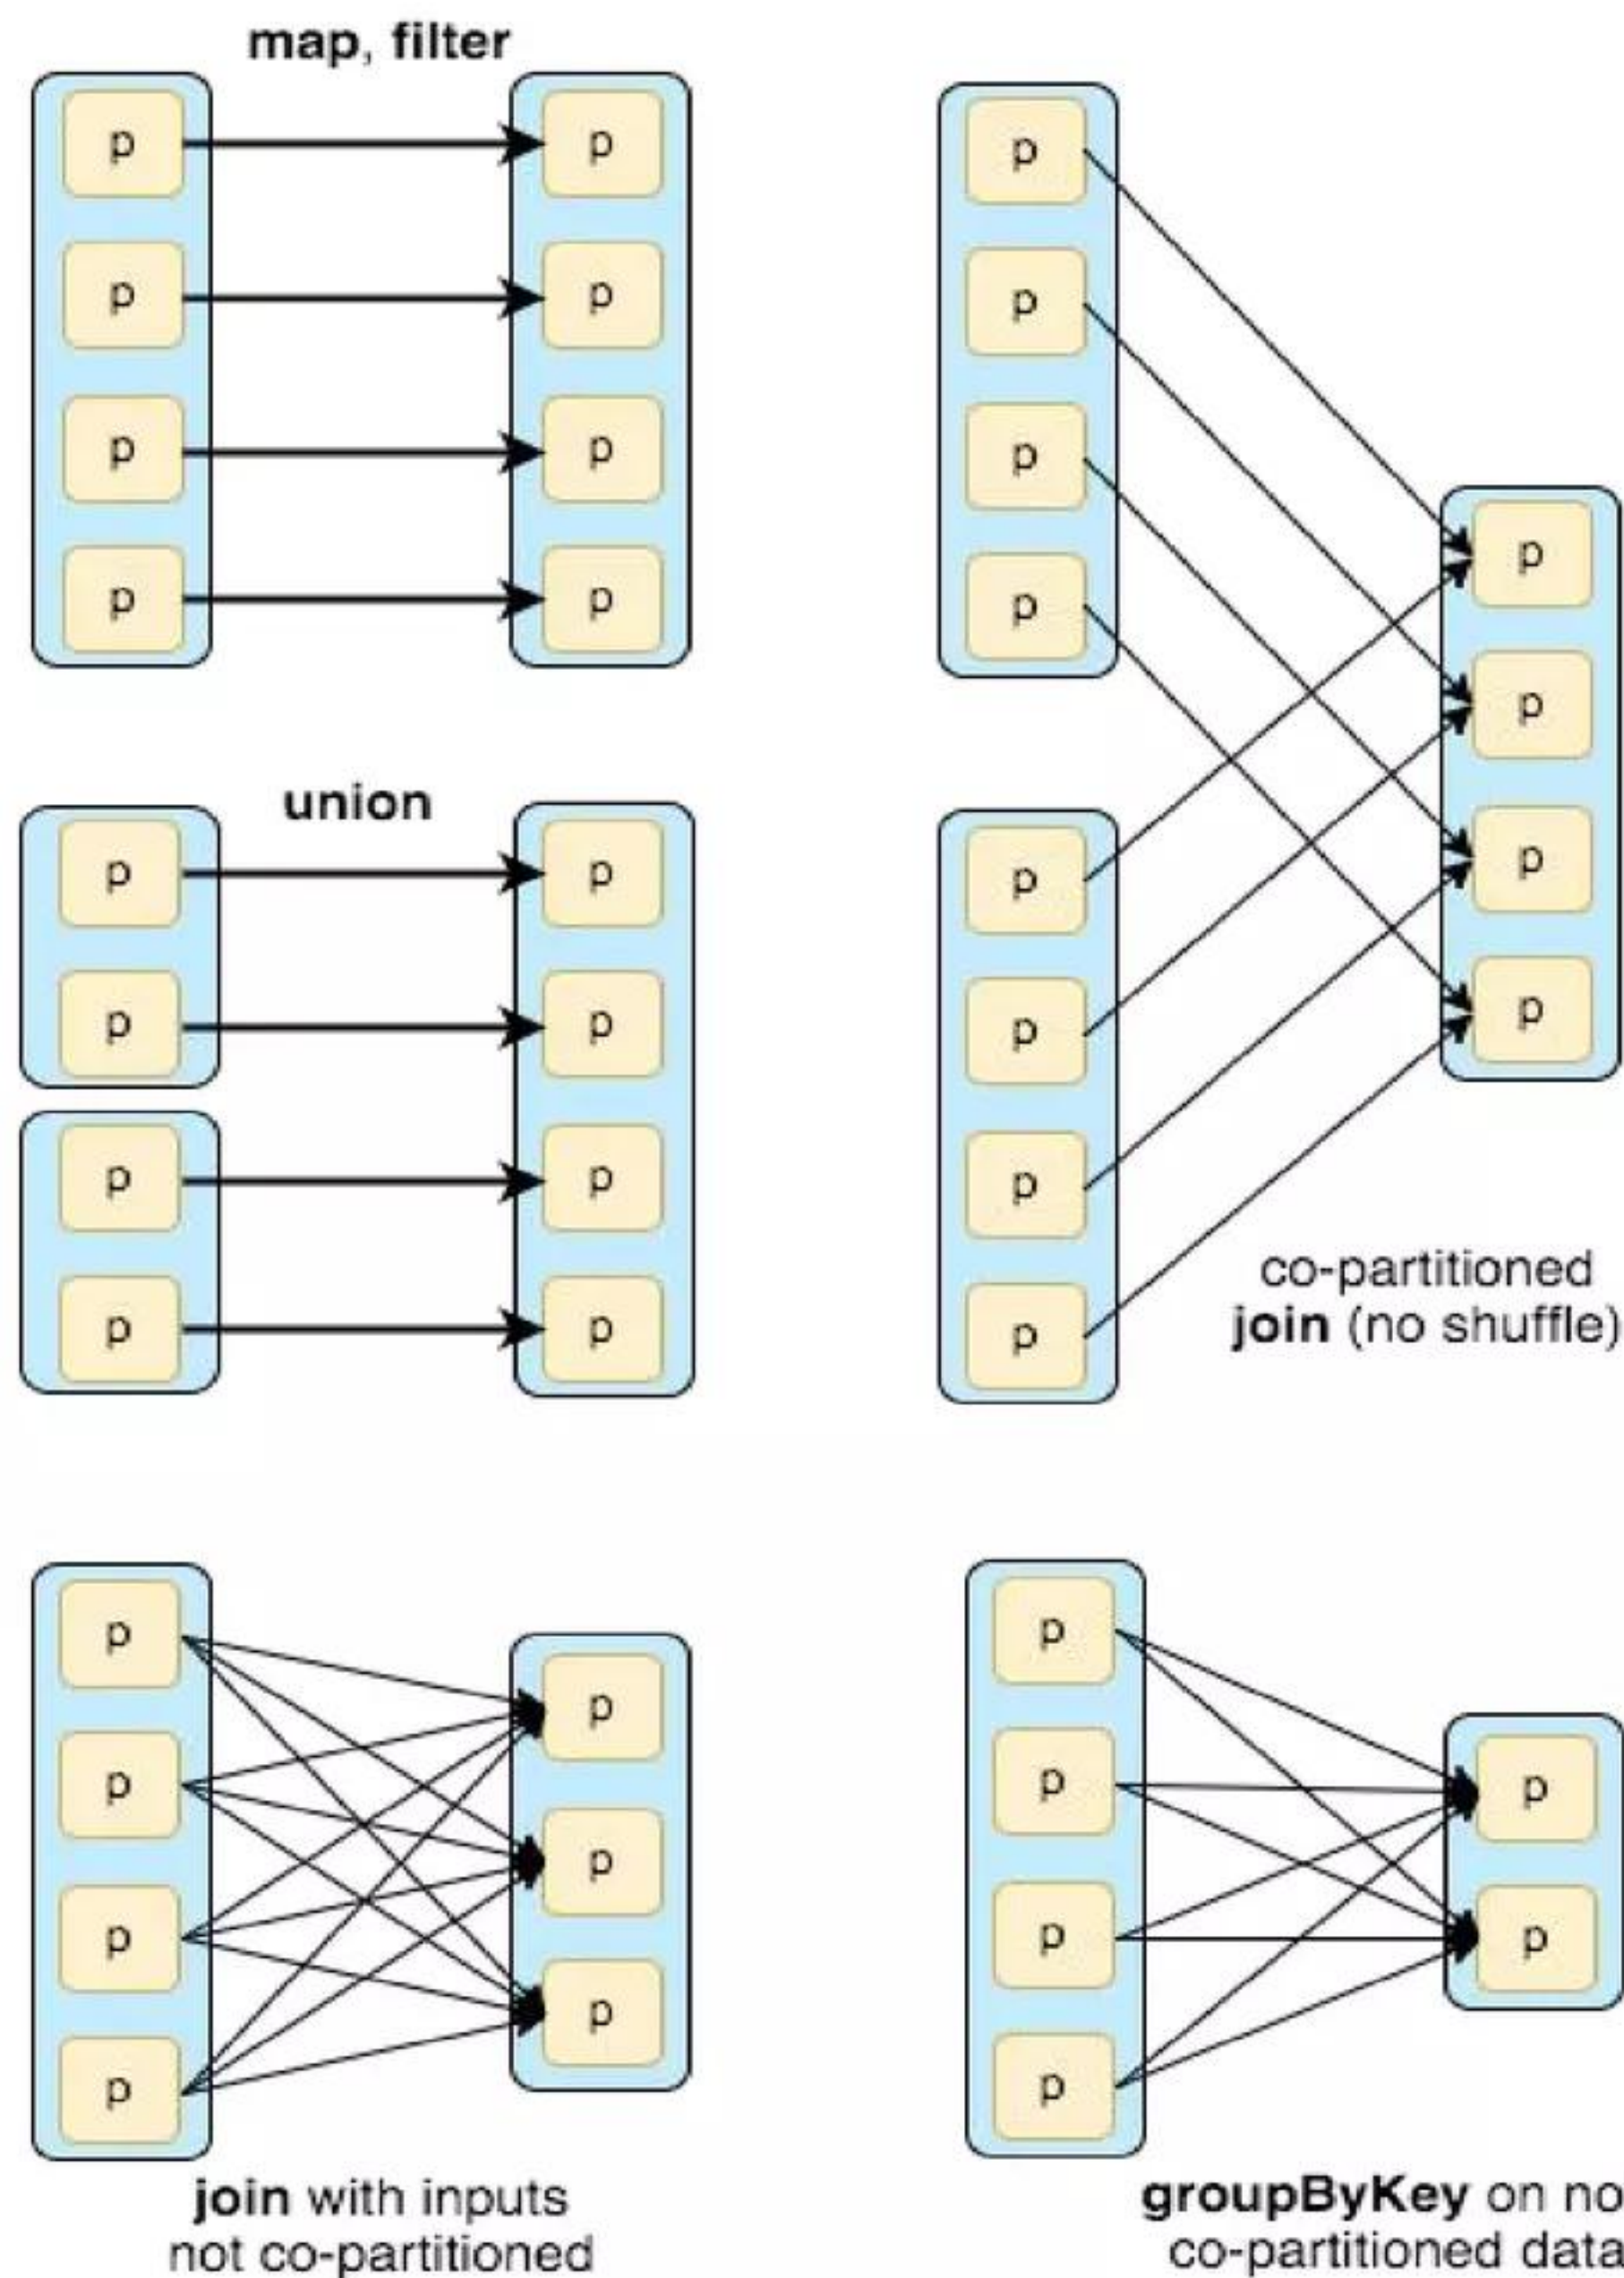 map, filter
p p
p p
p p
p p
union
p p
p p
p p
p p
p
p
p
p
p
p
p
p
p
p
p
p
co-partitioned
join (no shuffle)
p
p
p
p
p
p
p
join with inputs
not co-partitioned
p
p
p
p
p
p
groupByKey on no
co-partitioned data